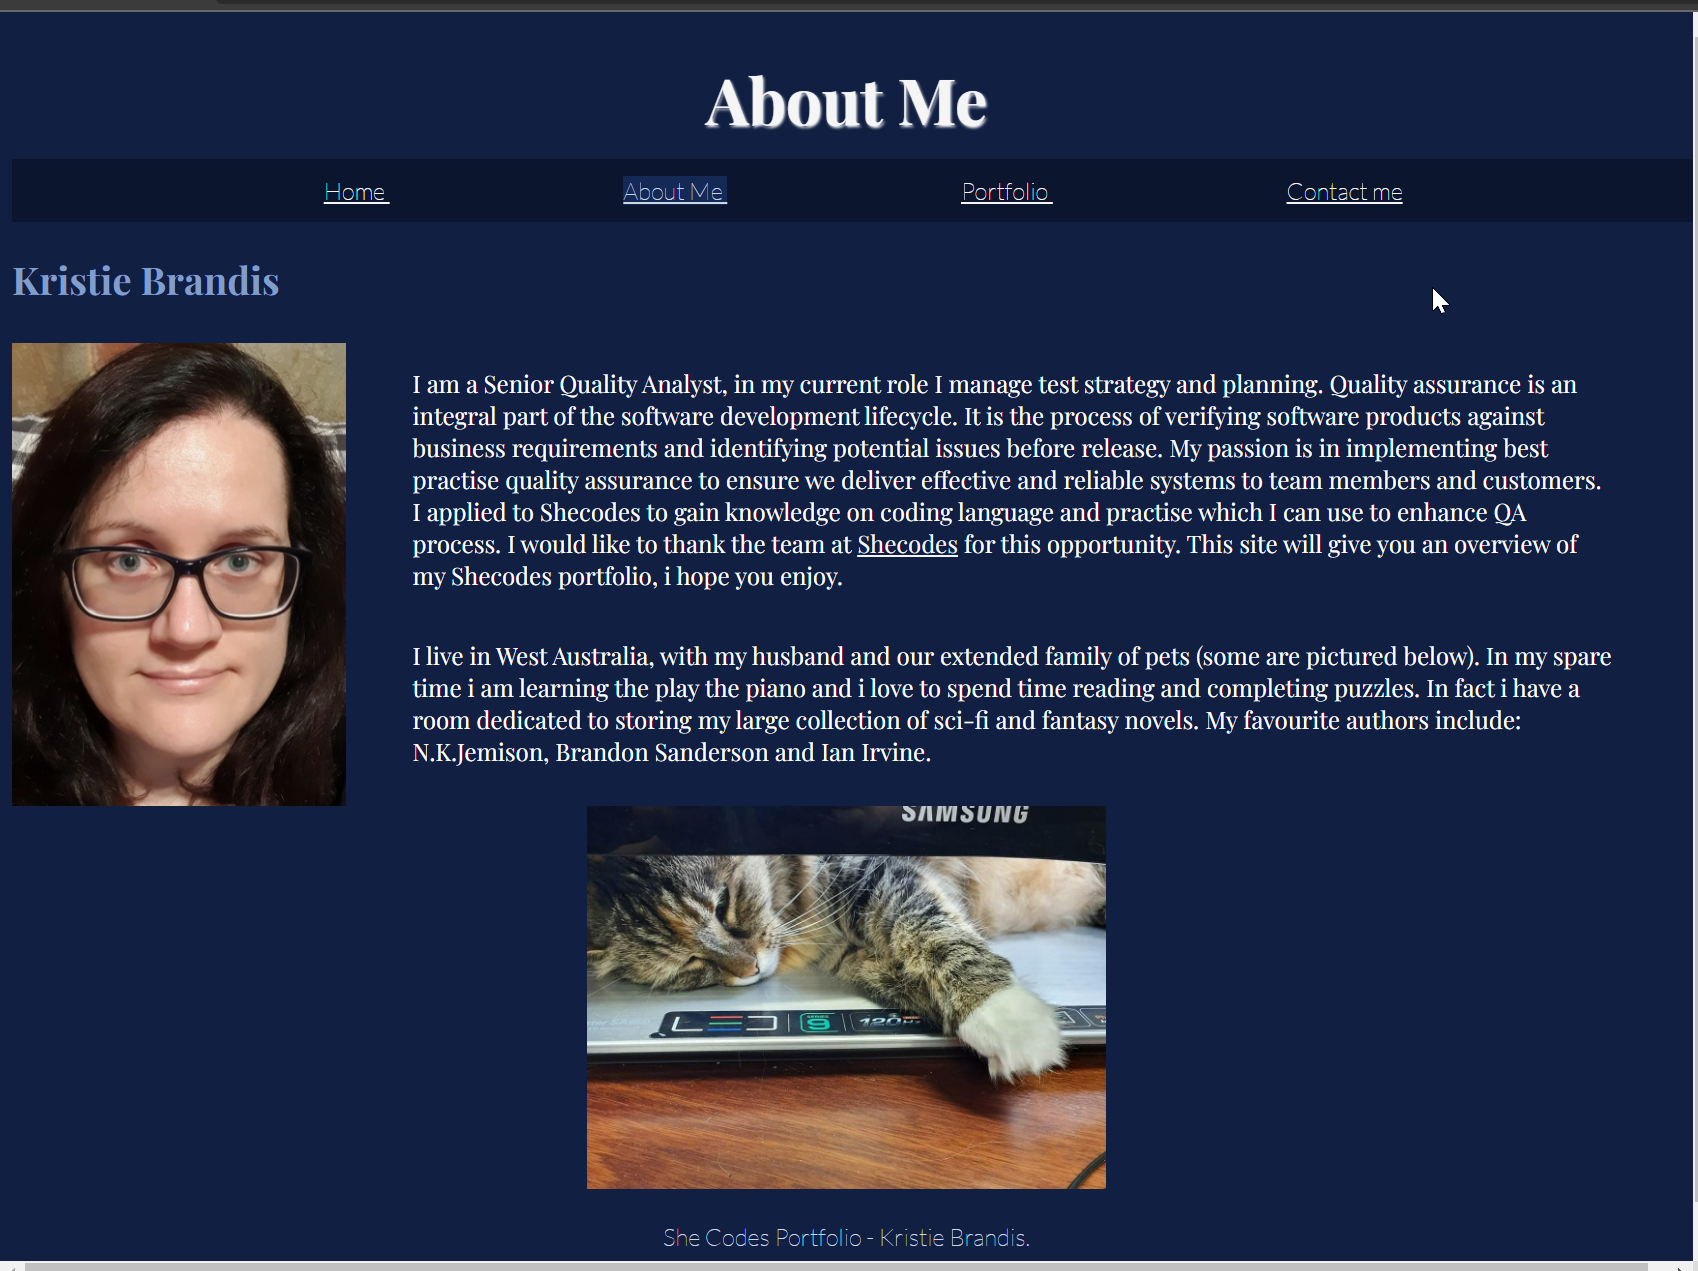 About Me
Home
About Me
Portfolio
Contact me
Kristie Brandis
I am a Senior Quality Analyst, in my current role I manage test strategy and planning. Quality assurance is an
integral part of the software development lifecycle. It is the process of verifying software products against
business requirements and identifying potential issues before release. My passion is in implementing best
practise quality assurance to ensure we deliver effective and reliable systems to team members and customers.
I applied to Shecodes to gain knowledge on coding language and practise which I can use to enhance QA
process. I would like to thank the team at Shecodes for this opportunity. This site will give you an overview of
my Shecodes portfolio, i hope you enjoy.
I live in West Australia, with my husband and our extended family of pets (some are pictured below). In my spare
time i am learning the play the piano and i love to spend time reading and completing puzzles. In fact i have a
room dedicated to storing my large collection of sci-fi and fantasy novels. My favourite authors include:
N.K.Jemison, Brandon Sanderson and Ian Irvine.
SAMSUNG
LED
SERIES
9
120Hz
She Codes Portfolio - Kristie Brandis.